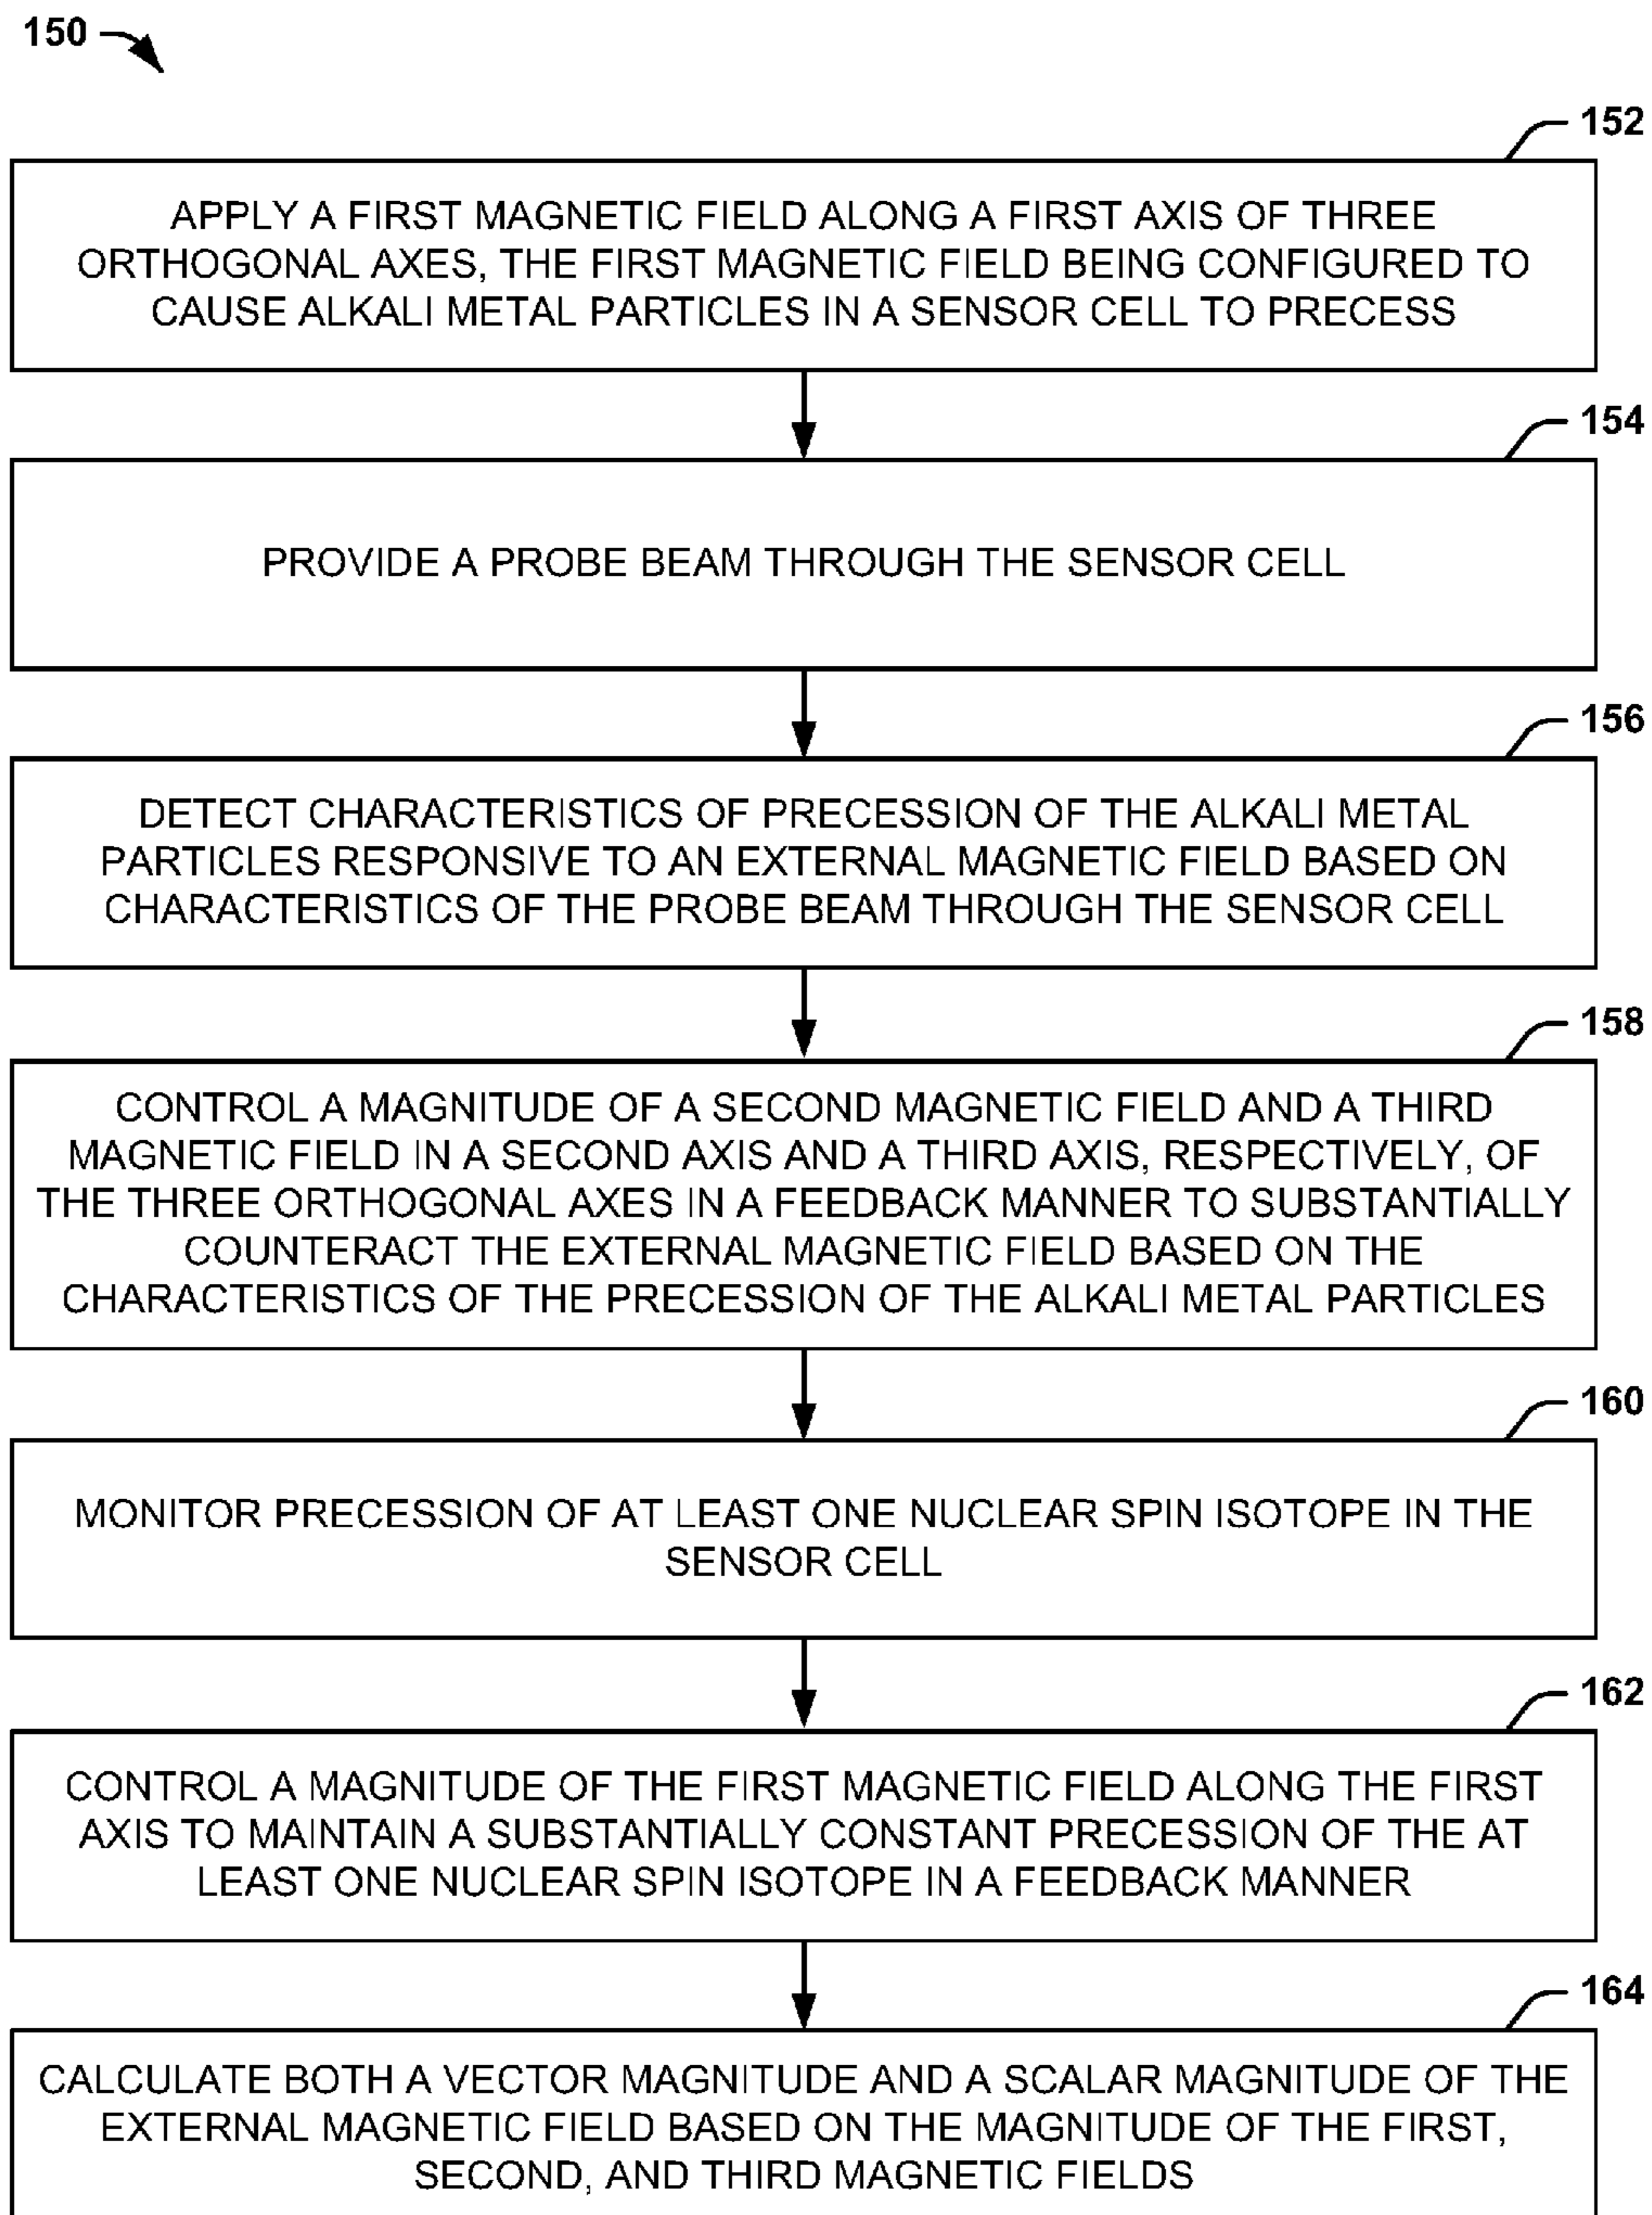 150
152
APPLY A FIRST MAGNETIC FIELD ALONG A FIRST AXIS OF THREE
ORTHOGONAL AXES, THE FIRST MAGNETIC FIELD BEING CONFIGURED TO
CAUSE ALKALI METAL PARTICLES IN A SENSOR CELL TO PRECESS
154
PROVIDE A PROBE BEAM THROUGH THE SENSOR CELL
156
DETECT CHARACTERISTICS OF PRECESSION OF THE ALKALI METAL
PARTICLES RESPONSIVE TO AN EXTERNAL MAGNETIC FIELD BASED ON
CHARACTERISTICS OF THE PROBE BEAM THROUGH THE SENSOR CELL
158
CONTROL A MAGNITUDE OF A SECOND MAGNETIC FIELD AND A THIRD
MAGNETIC FIELD IN A SECOND AXIS AND A THIRD AXIS, RESPECTIVELY, OF
THE THREE ORTHOGONAL AXES IN A FEEDBACK MANNER TO SUBSTANTIALLY
COUNTERACT THE EXTERNAL MAGNETIC FIELD BASED ON THE
CHARACTERISTICS OF THE PRECESSION OF THE ALKALI METAL PARTICLES
160
MONITOR PRECESSION OF AT LEAST ONE NUCLEAR SPIN ISOTOPE IN THE
SENSOR CELL
162
CONTROL A MAGNITUDE OF THE FIRST MAGNETIC FIELD ALONG THE FIRST
AXIS TO MAINTAIN A SUBSTANTIALLY CONSTANT PRECESSION OF THE AT
LEAST ONE NUCLEAR SPIN ISOTOPE IN A FEEDBACK MANNER
164
CALCULATE BOTH A VECTOR MAGNITUDE AND A SCALAR MAGNITUDE OF THE
EXTERNAL MAGNETIC FIELD BASED ON THE MAGNITUDE OF THE FIRST,
SECOND, AND THIRD MAGNETIC FIELDS